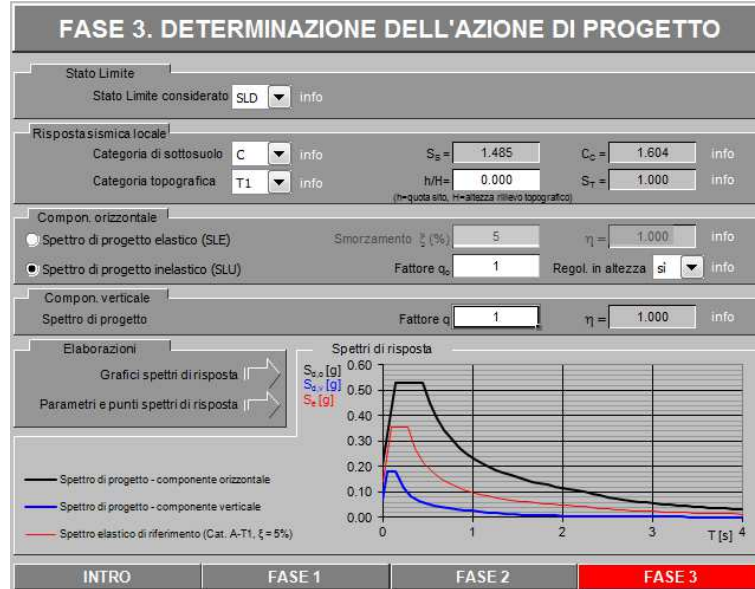 FASE 3. DETERMINAZIONE DELL'AZIONE DI PROGETTO
Stato Limite
Stato Limite considerato SLD info
Risposta sismica locale
Categoria di sottosuolo C info S_S = 1.485 C_C = 1.604 info
Categoria topografica T1 info h/H= 0.000 S_T = 1.000 info
(h=quota sito, H=altezza rilievo topografico)
Compon. orizzontale
Spettro di progetto elastico (SLE) Smorzamento ξ (%) 5 η = 1.000 info
Spettro di progetto inelastico (SLU) Fattore q_o 1 Regol. in altezza sì info
Compon. verticale
Spettro di progetto Fattore q 1 η = 1.000 info
Elaborazioni
Grafici spettri di risposta
Parametri e punti spettri di risposta
Spettri di risposta
S_d,o [g]
S_d,v [g]
S_e [g]
0.60
0.50
0.40
0.30
0.20
0.10
0.00
0 1 2 3 4
T [s]
Spettro di progetto - componente orizzontale
Spettro di progetto - componente verticale
Spettro elastico di riferimento (Cat. A-T1, ξ = 5%)
INTRO FASE 1 FASE 2 FASE 3